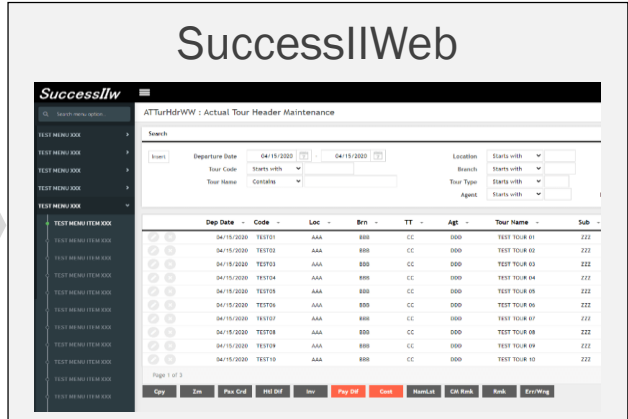 SuccessIIWeb
SuccessIIw
Search menu option..
ATTurHdrWW : Actual Tour Header Maintenance
TEST MENU XXX
TEST MENU XXX
TEST MENU XXX
TEST MENU XXX
TEST MENU XXX
TEST MENU ITEM XXX
TEST MENU ITEM XXX
TEST MENU ITEM XXX
TEST MENU ITEM XXX
TEST MENU ITEM XXX
TEST MENU ITEM XXX
TEST MENU ITEM XXX
TEST MENU ITEM XXX
TEST MENU ITEM XXX
TEST MENU ITEM XXX
TEST MENU ITEM XXX
Search
Insert Departure Date 04/15/2020 - 04/15/2020 Location Starts with
Tour Code Starts with Branch Starts with
Tour Name Contains Tour Type Starts with
Agent Starts with
Dep Date Code Loc Brn TT Agt Tour Name Sub
04/15/2020 TEST01 AAA BBB CC DDD TEST TOUR 01 ZZZ
04/15/2020 TEST02 AAA BBB CC DDD TEST TOUR 02 ZZZ
04/15/2020 TEST03 AAA BBB CC DDD TEST TOUR 03 ZZZ
04/15/2020 TEST04 AAA BBB CC DDD TEST TOUR 04 ZZZ
04/15/2020 TEST05 AAA BBB CC DDD TEST TOUR 05 ZZZ
04/15/2020 TEST06 AAA BBB CC DDD TEST TOUR 06 ZZZ
04/15/2020 TEST07 AAA BBB CC DDD TEST TOUR 07 ZZZ
04/15/2020 TEST08 AAA BBB CC DDD TEST TOUR 08 ZZZ
04/15/2020 TEST09 AAA BBB CC DDD TEST TOUR 09 ZZZ
04/15/2020 TEST10 AAA BBB CC DDD TEST TOUR 10 ZZZ
Page 1 of 3
Cpy Zm Pax Crd Htl Dif Inv Pay Dif Cost NamLst CM Rmk Rmk Err/Wng